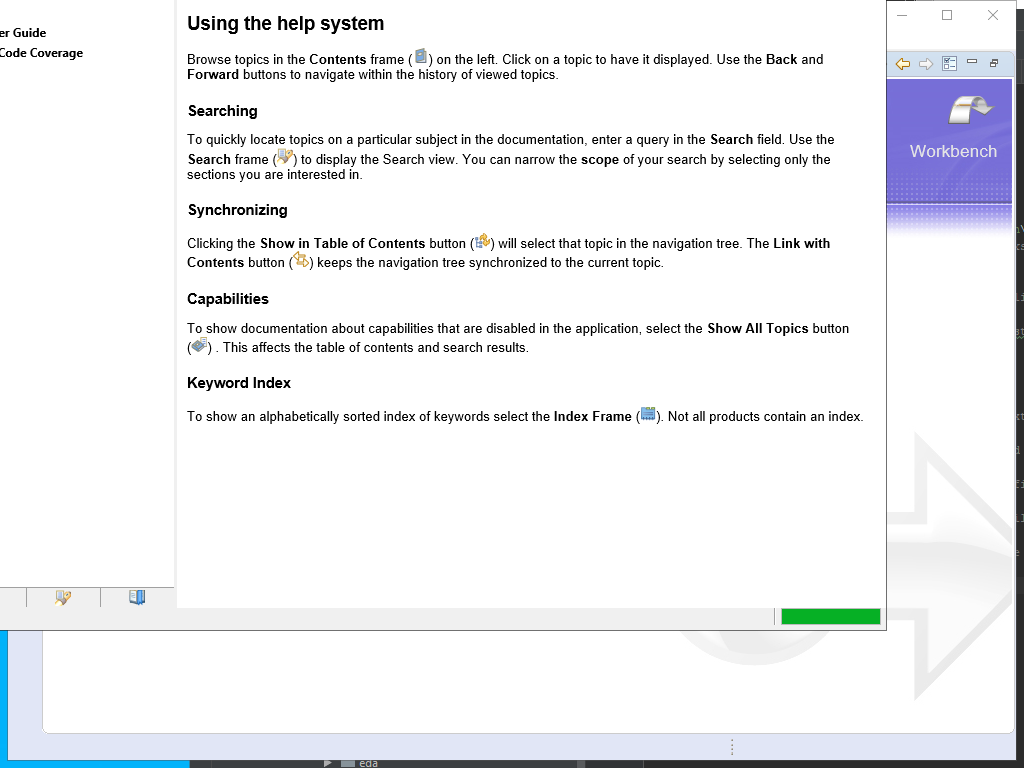 er Guide
Code Coverage
Using the help system
Browse topics in the Contents frame ( ) on the left. Click on a topic to have it displayed. Use the Back and
Forward buttons to navigate within the history of viewed topics.
Searching
To quickly locate topics on a particular subject in the documentation, enter a query in the Search field. Use the
Search frame ( ) to display the Search view. You can narrow the scope of your search by selecting only the
sections you are interested in.
Synchronizing
Clicking the Show in Table of Contents button ( ) will select that topic in the navigation tree. The Link with
Contents button ( ) keeps the navigation tree synchronized to the current topic.
Capabilities
To show documentation about capabilities that are disabled in the application, select the Show All Topics button
( ) . This affects the table of contents and search results.
Keyword Index
To show an alphabetically sorted index of keywords select the Index Frame ( ). Not all products contain an index.
Workbench
eda